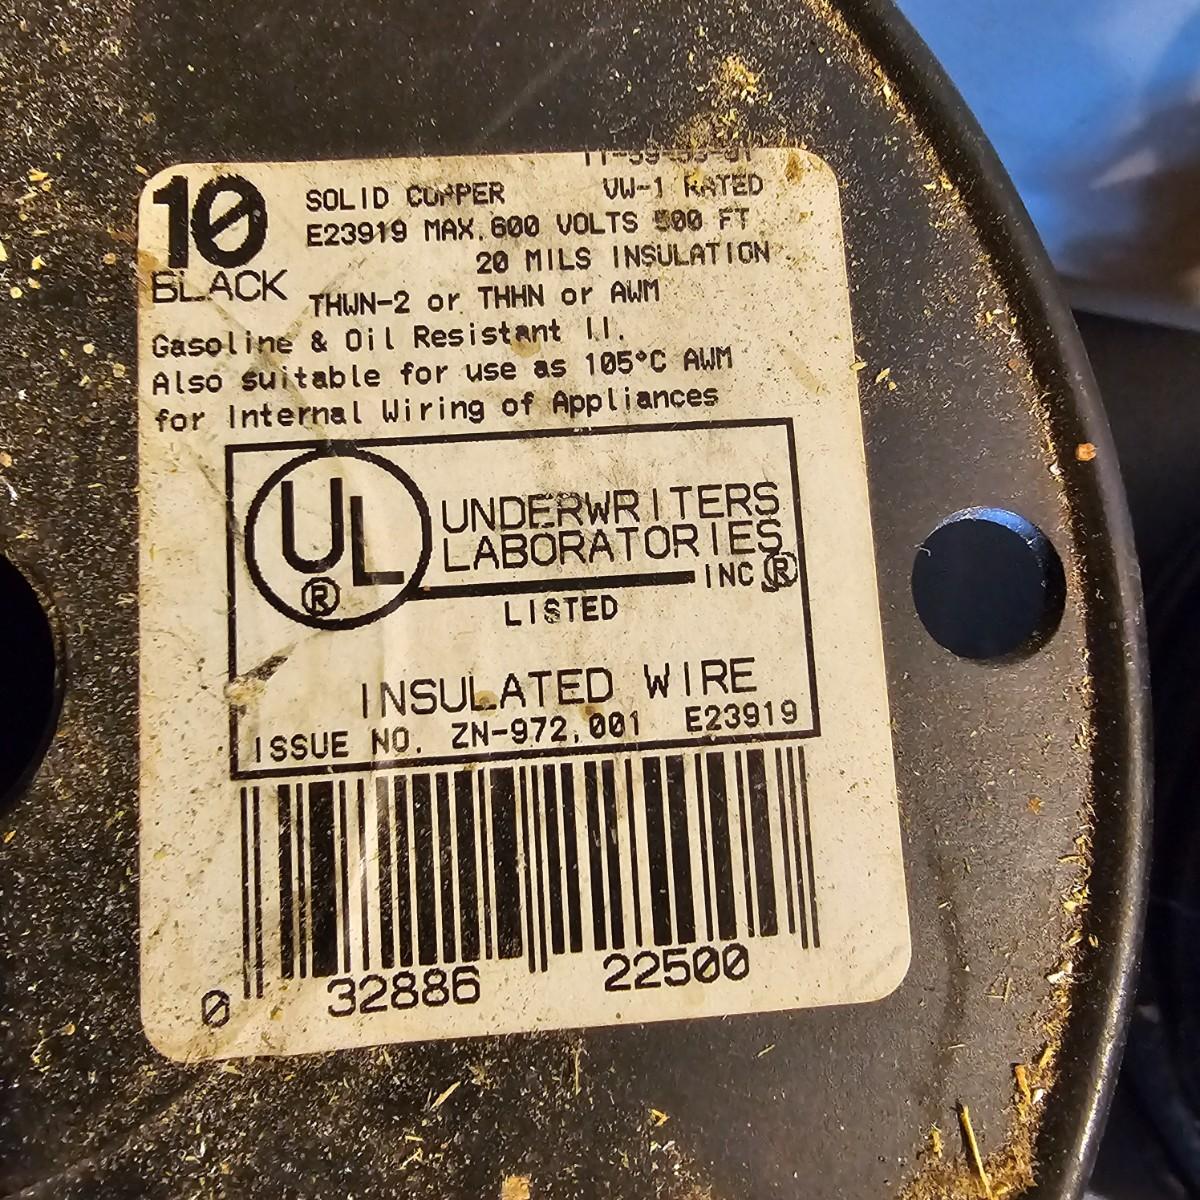 10
BLACK
SOLID COPPER VW-1 RATED
E23919 MAX. 600 VOLTS 500 FT
20 MILS INSULATION
THWN-2 or THHN or AWM
Gasoline & Oil Resistant II.
Also suitable for use as 105°C AWM
for Internal Wiring of Appliances
UL
®
UNDERWRITERS
LABORATORIES
INC ®
LISTED
INSULATED WIRE
ISSUE NO. ZN-972,001 E23919
0 32886 22500